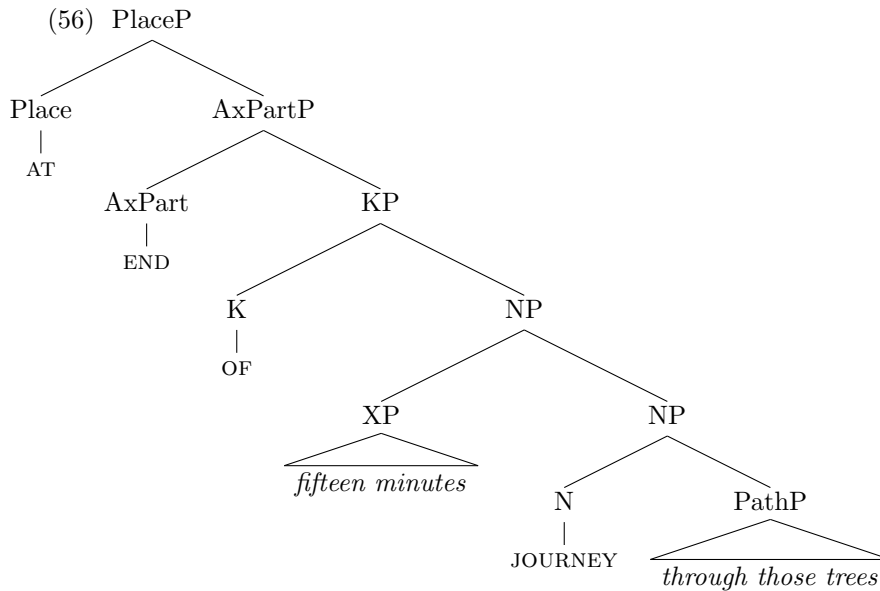 (56) PlaceP
Place AxPartP
AT
AxPart KP
END
K NP
OF
XP NP
fifteen minutes
N PathP
JOURNEY
through those trees